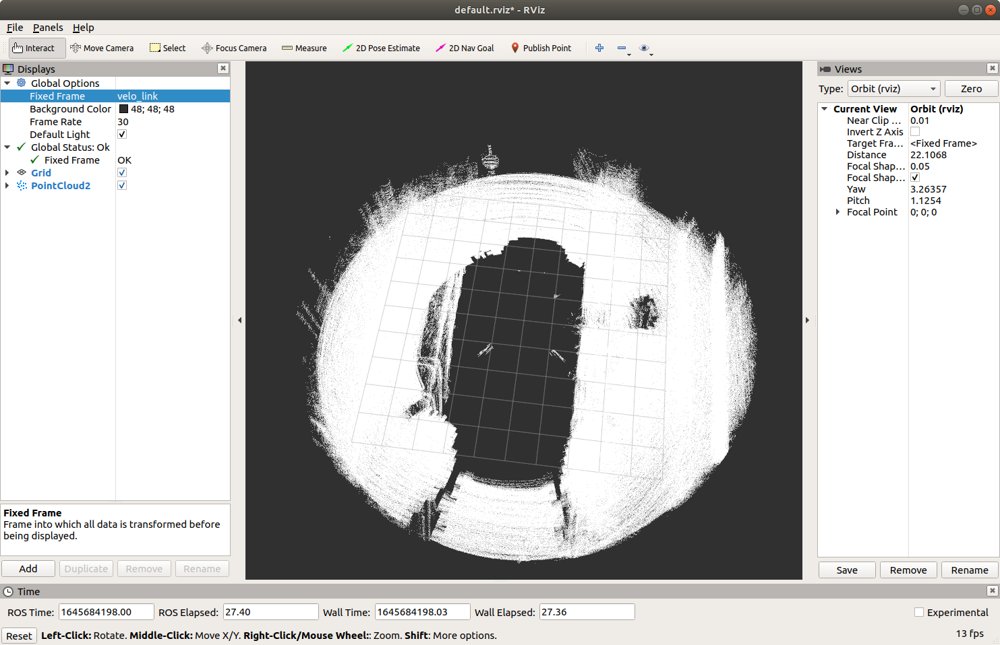 default.rviz* - RViz
File Panels Help
Interact Move Camera Select Focus Camera Measure 2D Pose Estimate 2D Nav Goal Publish Point
Displays
Global Options
Fixed Frame velo_link
Background Color 48; 48; 48
Frame Rate 30
Default Light
Global Status: Ok
Fixed Frame OK
Grid
PointCloud2
Fixed Frame
Frame into which all data is transformed before
being displayed.
Add Duplicate Remove Rename
Views
Type: Orbit (rviz) Zero
Current View Orbit (rviz)
Near Clip ... 0.01
Invert Z Axis
Target Fra... <Fixed Frame>
Distance 22.1068
Focal Shap... 0.05
Focal Shap...
Yaw 3.26357
Pitch 1.1254
Focal Point 0; 0; 0
Save Remove Rename
Time
ROS Time: 1645684198.00 ROS Elapsed: 27.40 Wall Time: 1645684198.03 Wall Elapsed: 27.36 Experimental
Reset Left-Click: Rotate. Middle-Click: Move X/Y. Right-Click/Mouse Wheel:: Zoom. Shift: More options. 13 fps